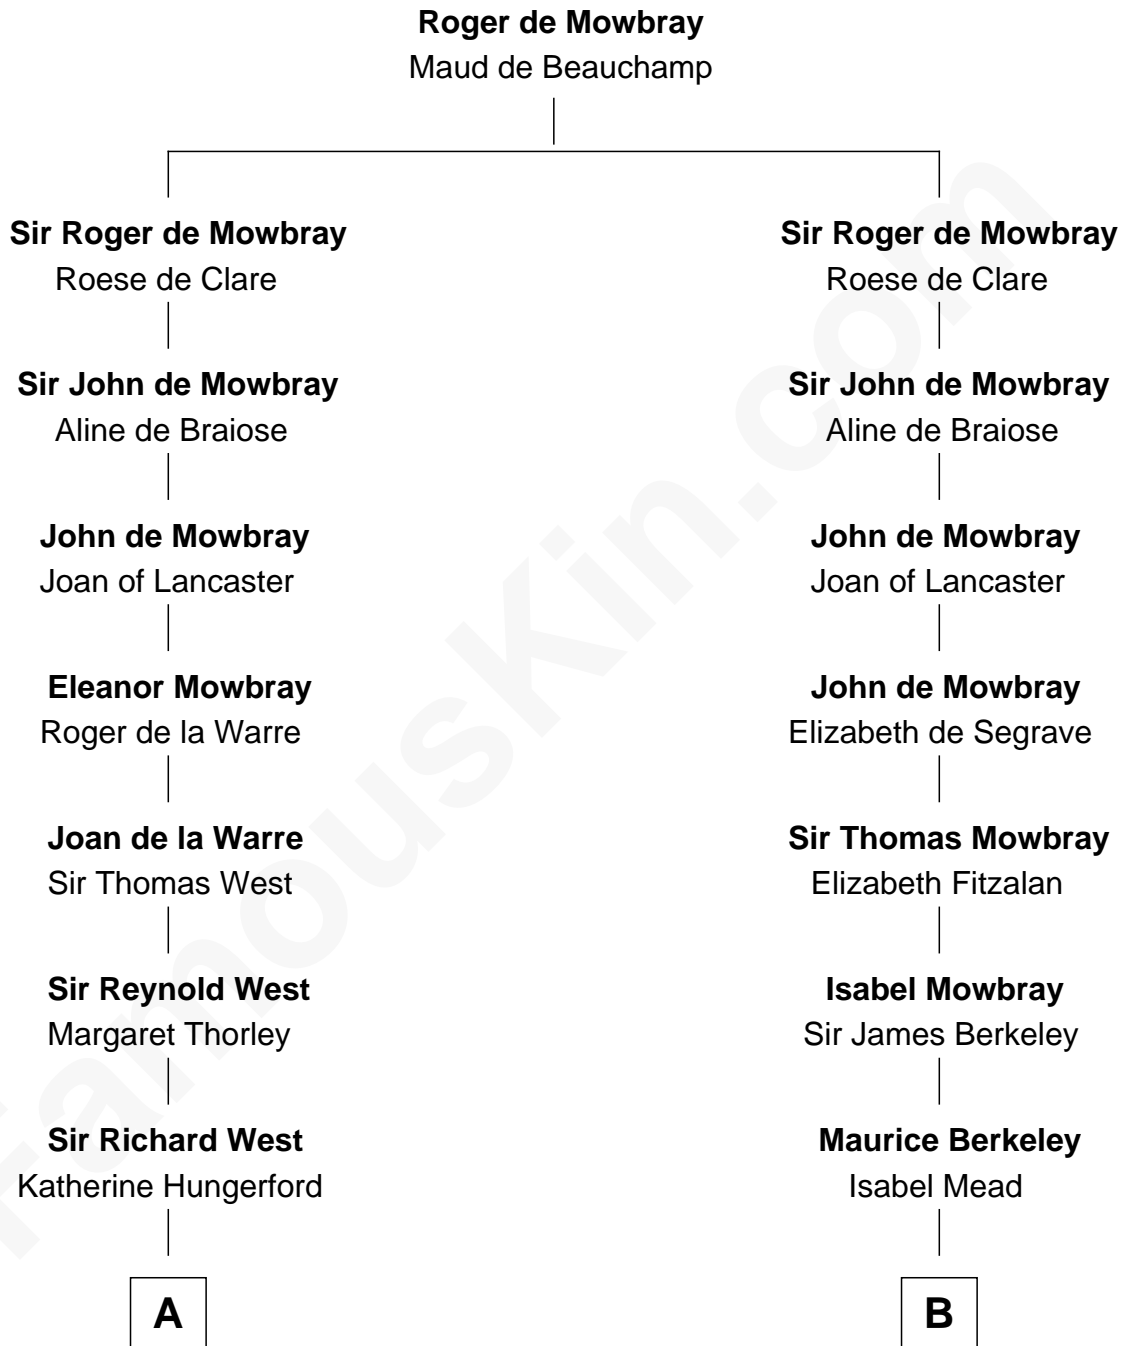 Roger de Mowbray
Maud de Beauchamp
Sir Roger de Mowbray
Roese de Clare
Sir Roger de Mowbray
Roese de Clare
Sir John de Mowbray
Aline de Braiose
Sir John de Mowbray
Aline de Braiose
John de Mowbray
Joan of Lancaster
John de Mowbray
Joan of Lancaster
Eleanor Mowbray
Roger de la Warre
John de Mowbray
Elizabeth de Segrave
Joan de la Warre
Sir Thomas West
Sir Thomas Mowbray
Elizabeth Fitzalan
Sir Reynold West
Margaret Thorley
Isabel Mowbray
Sir James Berkeley
Sir Richard West
Katherine Hungerford
Maurice Berkeley
Isabel Mead
A
B
FamousKin.com